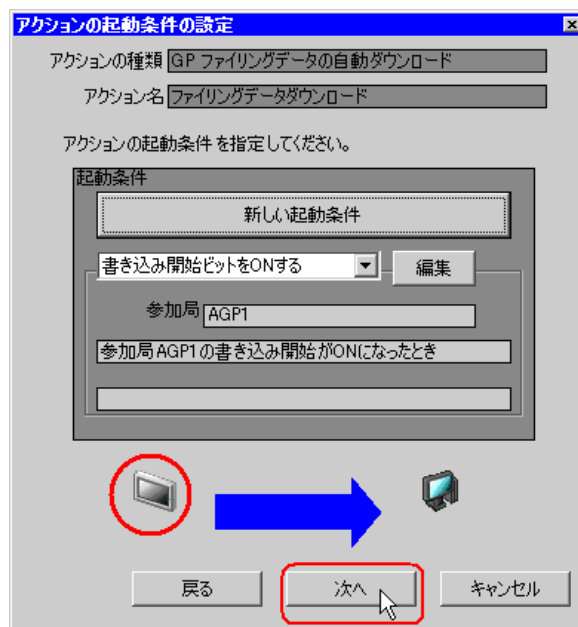 アクションの起動条件の設定
アクションの種類 GP ファイリングデータの自動ダウンロード
アクション名 ファイリングデータダウンロード
アクションの起動条件 を指定してください。
起動条件
新しい起動条件
書き込み開始ビットをONする 編集
参加局 AGP1
参加局 AGP1の書き込み開始がONになったとき
戻る 次へ キャンセル